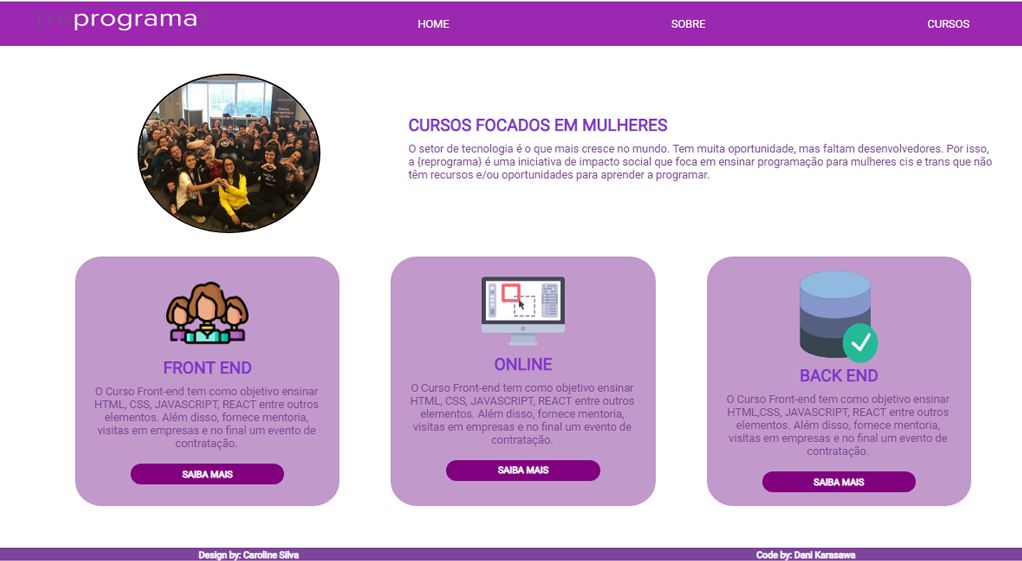 [reprograma]
HOME
SOBRE
CURSOS
CURSOS FOCADOS EM MULHERES
O setor de tecnologia é o que mais cresce no mundo. Tem muita oportunidade, mas faltam desenvolvedores. Por isso,
a {reprograma} é uma iniciativa de impacto social que foca em ensinar programação para mulheres cis e trans que não
têm recursos e/ou oportunidades para aprender a programar.
FRONT END
O Curso Front-end tem como objetivo ensinar
HTML, CSS, JAVASCRIPT, REACT entre outros
elementos. Além disso, fornece mentoria,
visitas em empresas e no final um evento de
contratação.
SAIBA MAIS
ONLINE
O Curso Front-end tem como objetivo ensinar
HTML, CSS, JAVASCRIPT, REACT entre outros
elementos. Além disso, fornece mentoria,
visitas em empresas e no final um evento de
contratação.
SAIBA MAIS
BACK END
O Curso Front-end tem como objetivo ensinar
HTML,CSS, JAVASCRIPT, REACT entre outros
elementos. Além disso, fornece mentoria,
visitas em empresas e no final um evento de
contratação.
SAIBA MAIS
Design by: Caroline Silva
Code by: Dani Karasawa